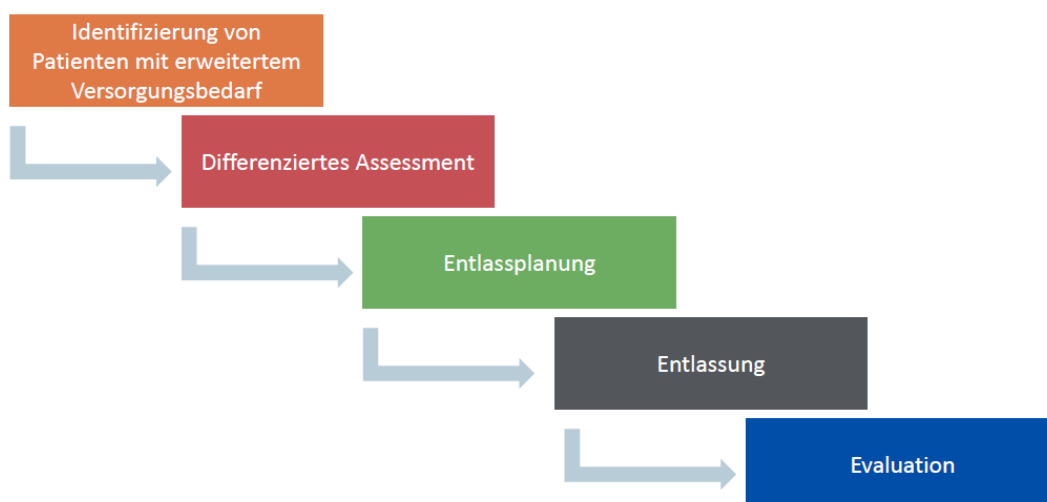 Identifizierung von
Patienten mit erweitertem
Versorgungsbedarf
Differenziertes Assessment
Entlassplanung
Entlassung
Evaluation